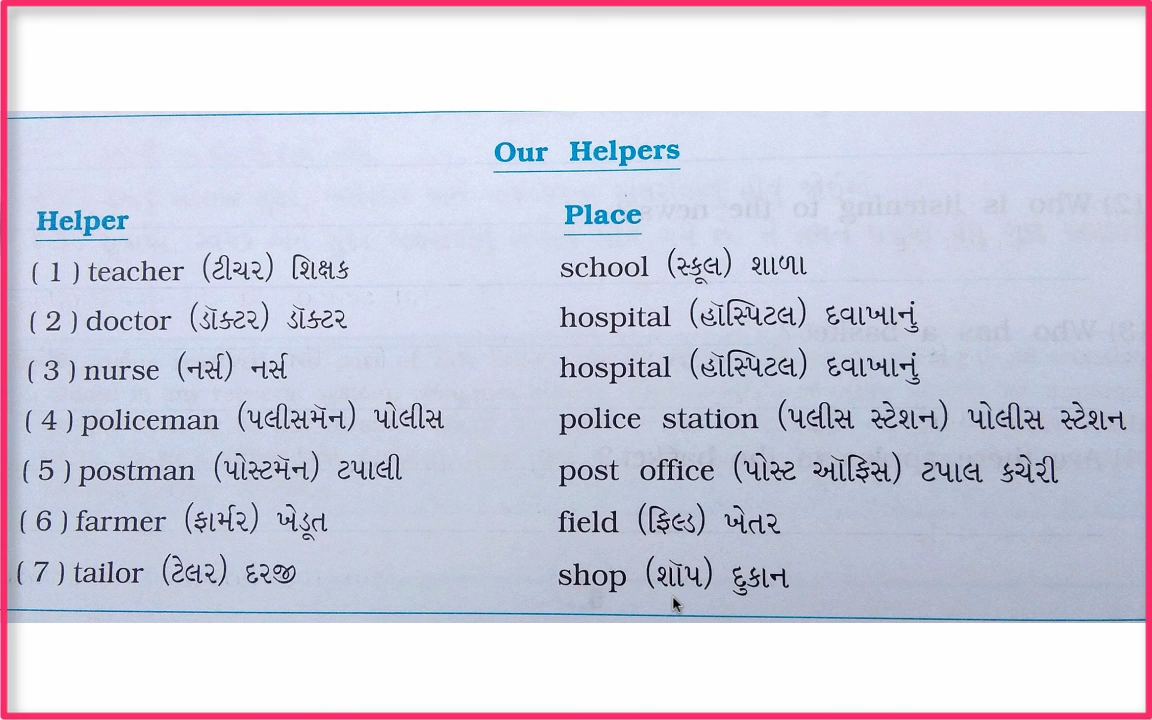 Our Helpers
Helper Place
( 1 ) teacher (ટીચર) શિક્ષક school (સ્કૂલ) શાળા
( 2 ) doctor (ડૉક્ટર) ડૉક્ટર hospital (હૉસ્પિટલ) દવાખાનું
( 3 ) nurse (નર્સ) નર્સ hospital (હૉસ્પિટલ) દવાખાનું
( 4 ) policeman (પલીસમૅન) પોલીસ police station (પલીસ સ્ટેશન) પોલીસ સ્ટેશન
( 5 ) postman (પોસ્ટમૅન) ટપાલી post office (પોસ્ટ ઑફિસ) ટપાલ કચેરી
( 6 ) farmer (ફાર્મર) ખેડૂત field (ફિલ્ડ) ખેતર
( 7 ) tailor (ટેલર) દરજી shop (શૉપ) દુકાન